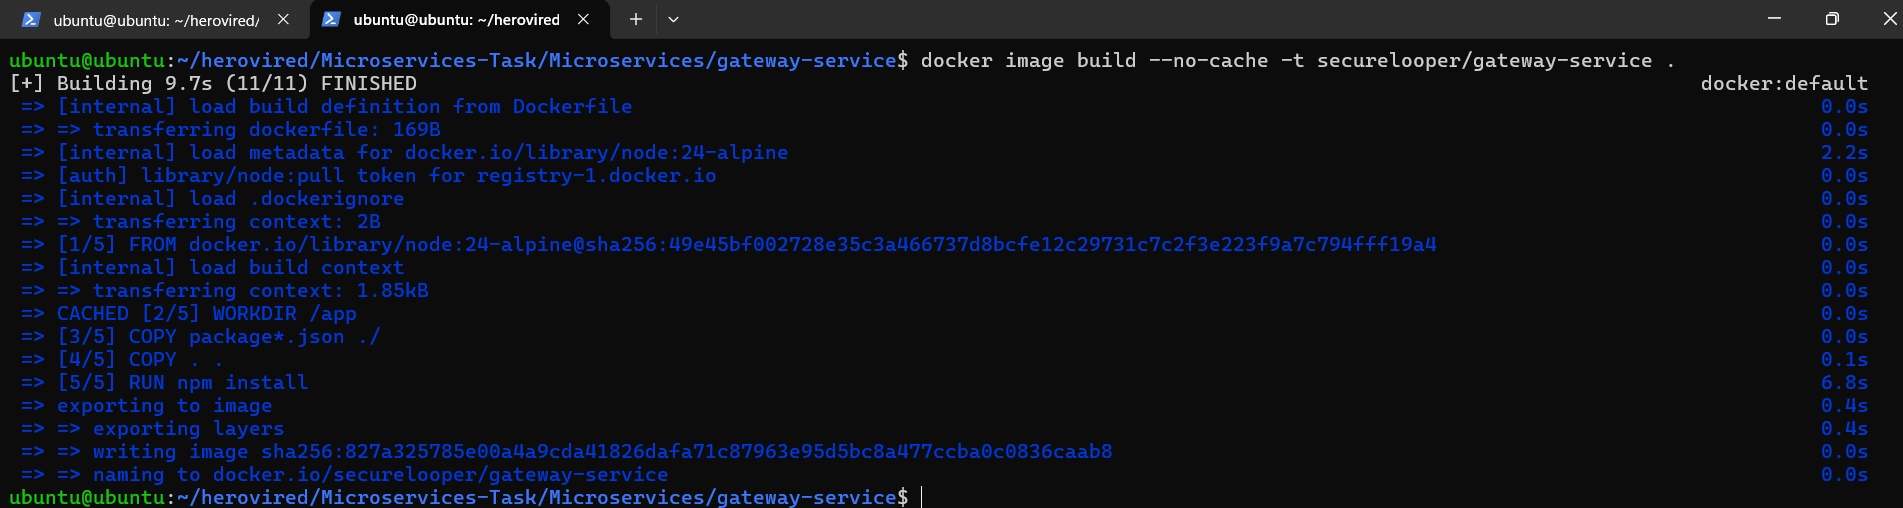 ubuntu@ubuntu: ~/herovired/
ubuntu@ubuntu: ~/herovired
ubuntu@ubuntu:~/herovired/Microservices-Task/Microservices/gateway-service$ docker image build --no-cache -t securelooper/gateway-service .
[+] Building 9.7s (11/11) FINISHED docker:default
=> [internal] load build definition from Dockerfile 0.0s
=> => transferring dockerfile: 169B 0.0s
=> [internal] load metadata for docker.io/library/node:24-alpine 2.2s
=> [auth] library/node:pull token for registry-1.docker.io 0.0s
=> [internal] load .dockerignore 0.0s
=> => transferring context: 2B 0.0s
=> [1/5] FROM docker.io/library/node:24-alpine@sha256:49e45bf002728e35c3a466737d8bcfe12c29731c7c2f3e223f9a7c794fff19a4 0.0s
=> [internal] load build context 0.0s
=> => transferring context: 1.85kB 0.0s
=> CACHED [2/5] WORKDIR /app 0.0s
=> [3/5] COPY package*.json ./ 0.0s
=> [4/5] COPY . . 0.1s
=> [5/5] RUN npm install 6.8s
=> exporting to image 0.4s
=> => exporting layers 0.4s
=> => writing image sha256:827a325785e00a4a9cda41826dafa71c87963e95d5bc8a477ccba0c0836caab8 0.0s
=> => naming to docker.io/securelooper/gateway-service 0.0s
ubuntu@ubuntu:~/herovired/Microservices-Task/Microservices/gateway-service$